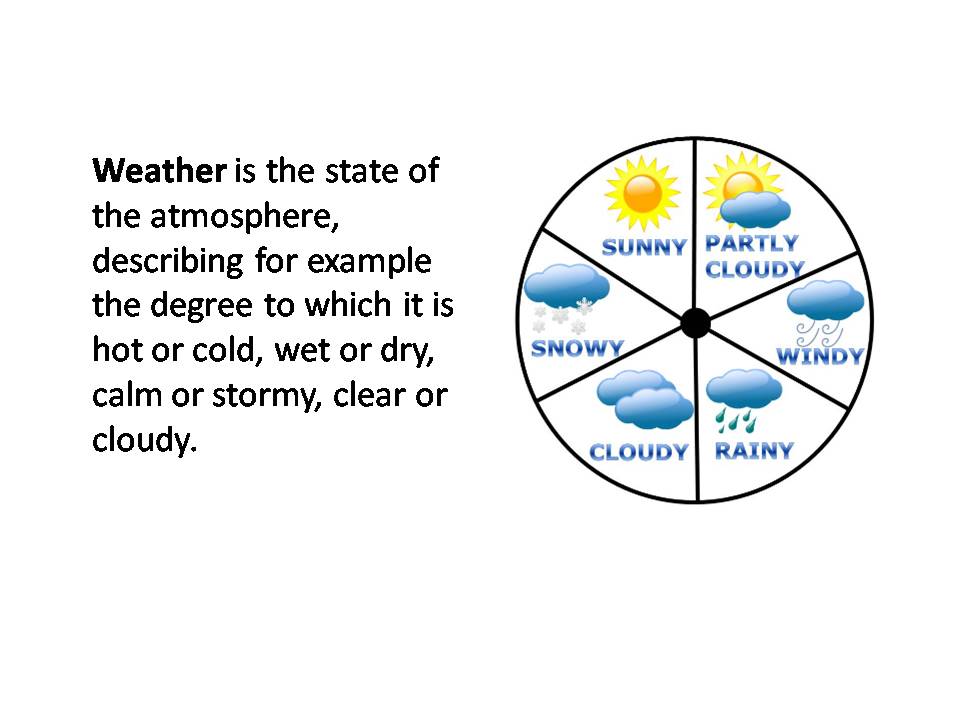 Weather is the state of
the atmosphere,
describing for example
the degree to which it is
hot or cold, wet or dry,
calm or stormy, clear or
cloudy.
SUNNY
PARTLY
CLOUDY
SNOWY
WINDY
CLOUDY
RAINY